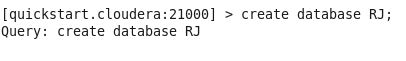 [quickstart.cloudera:21000] > create database RJ;
Query: create database RJ